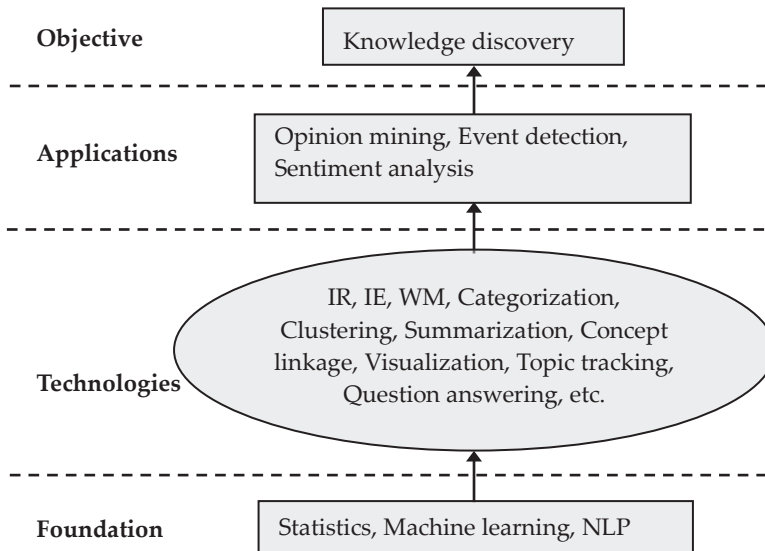 Objective
Knowledge discovery
Applications
Opinion mining, Event detection,
Sentiment analysis
Technologies
IR, IE, WM, Categorization,
Clustering, Summarization, Concept
linkage, Visualization, Topic tracking,
Question answering, etc.
Foundation
Statistics, Machine learning, NLP